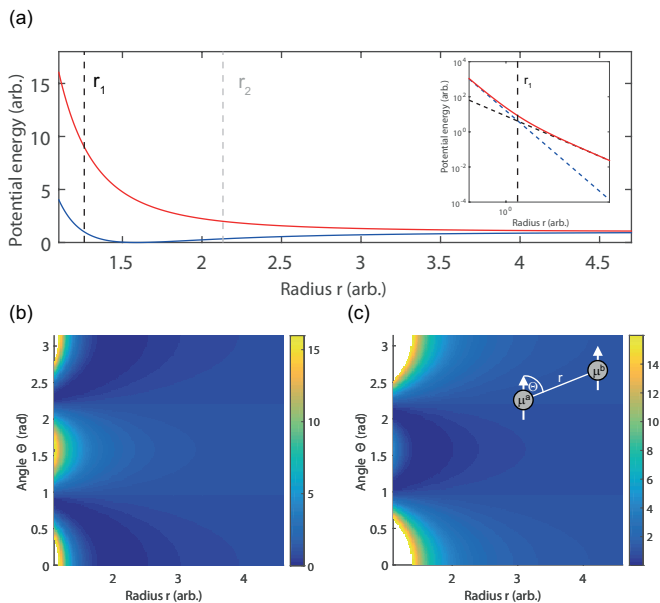 (a)
Potential energy (arb.)
15
10
5
0
r1
r2
1.5
2
2.5
3
3.5
4
4.5
Radius r (arb.)
Potential energy (arb.)
10^4
10^2
10^0
10^-2
10^-4
r1
10^0
Radius r (arb.)
(b)
Angle Θ (rad)
3
2.5
2
1.5
1
0.5
0
2
3
4
Radius r (arb.)
15
10
5
0
(c)
Angle Θ (rad)
3
2.5
2
1.5
1
0.5
0
2
3
4
Radius r (arb.)
Θ
r
μ^a
μ^b
14
12
10
8
6
4
2